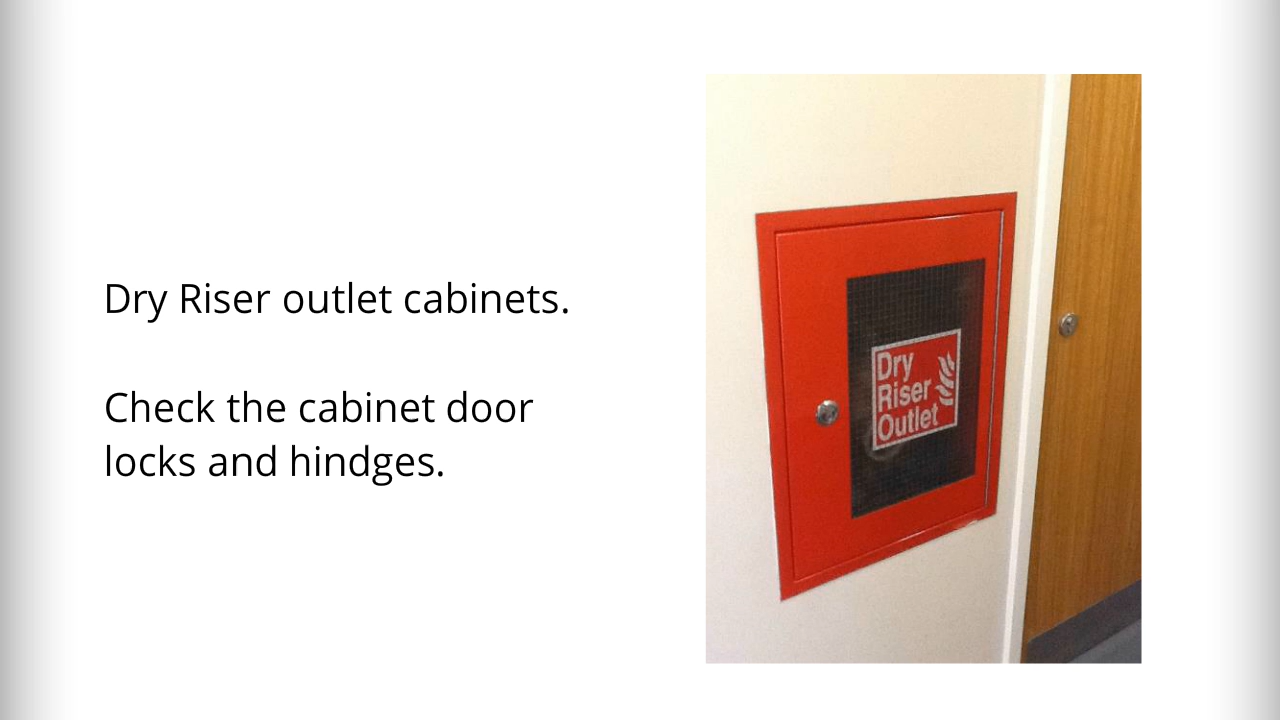 Dry Riser outlet cabinets.
Check the cabinet door
locks and hindges.
Dry
Riser
Outlet